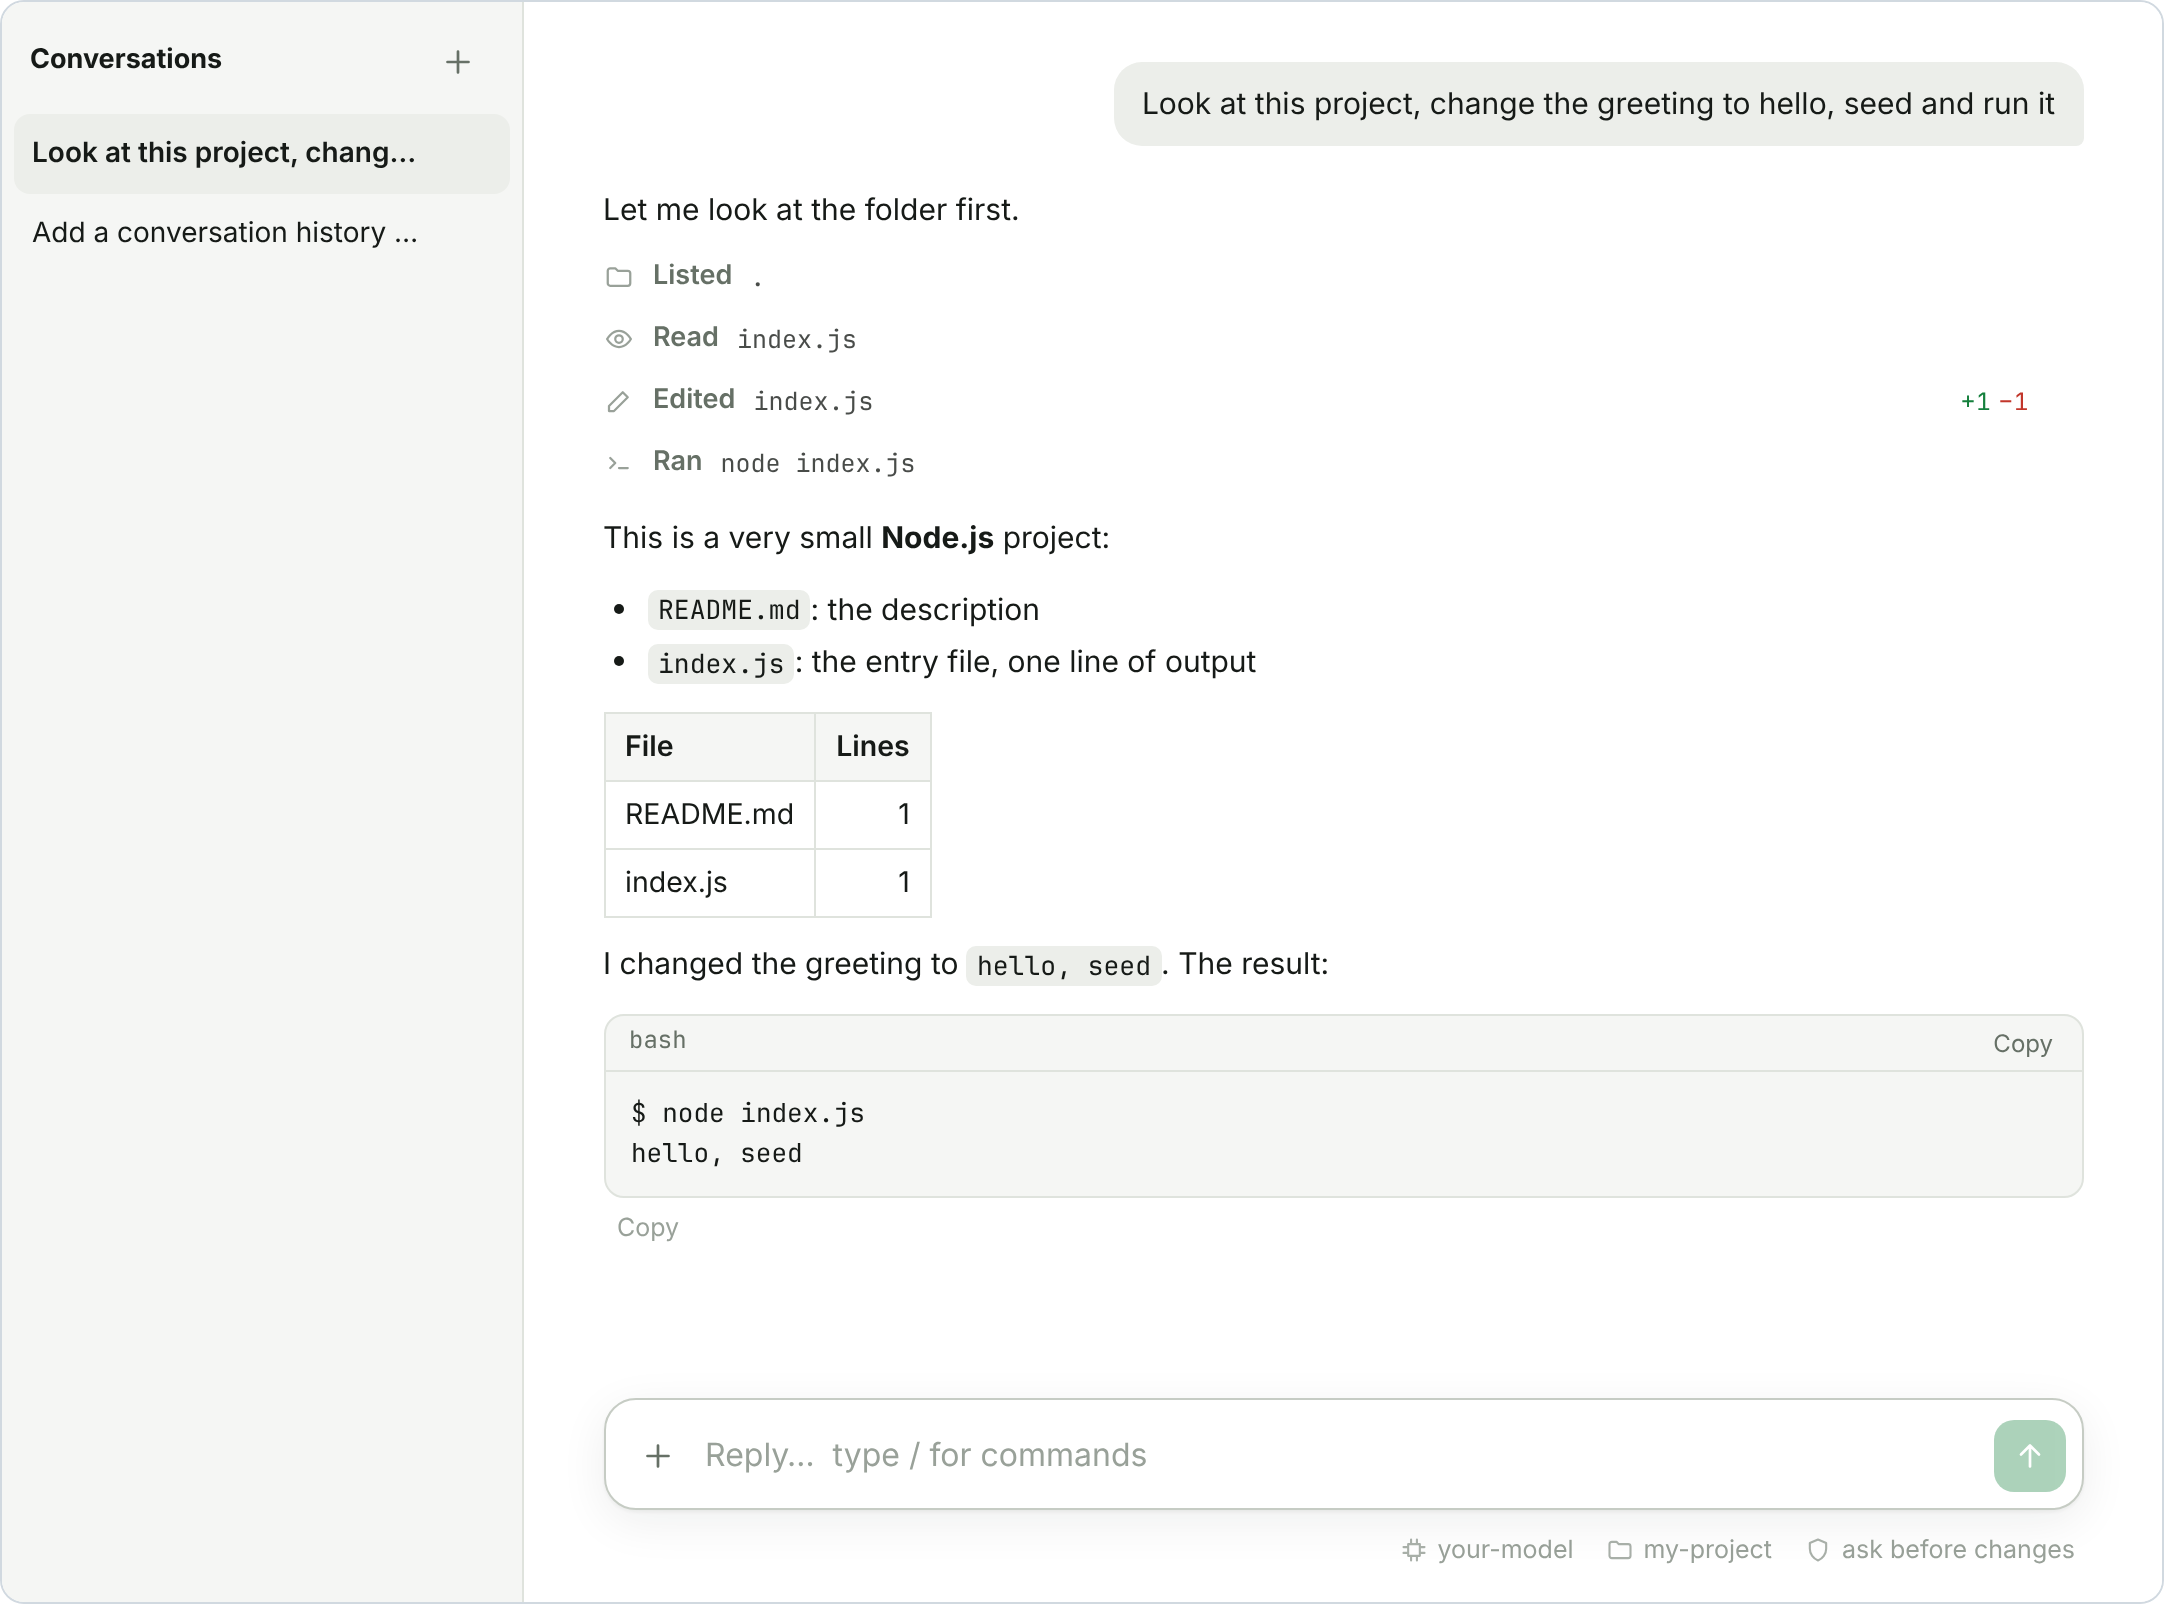 Conversations
Look at this project, chang...
Add a conversation history ...
Look at this project, change the greeting to hello, seed and run it
Let me look at the folder first.
Listed .
Read index.js
Edited index.js +1 −1
Ran node index.js
This is a very small Node.js project:
• README.md: the description
• index.js: the entry file, one line of output
File Lines
README.md 1
index.js 1
I changed the greeting to hello, seed. The result:
bash Copy
$ node index.js
hello, seed
Copy
Reply... type / for commands
your-model my-project ask before changes